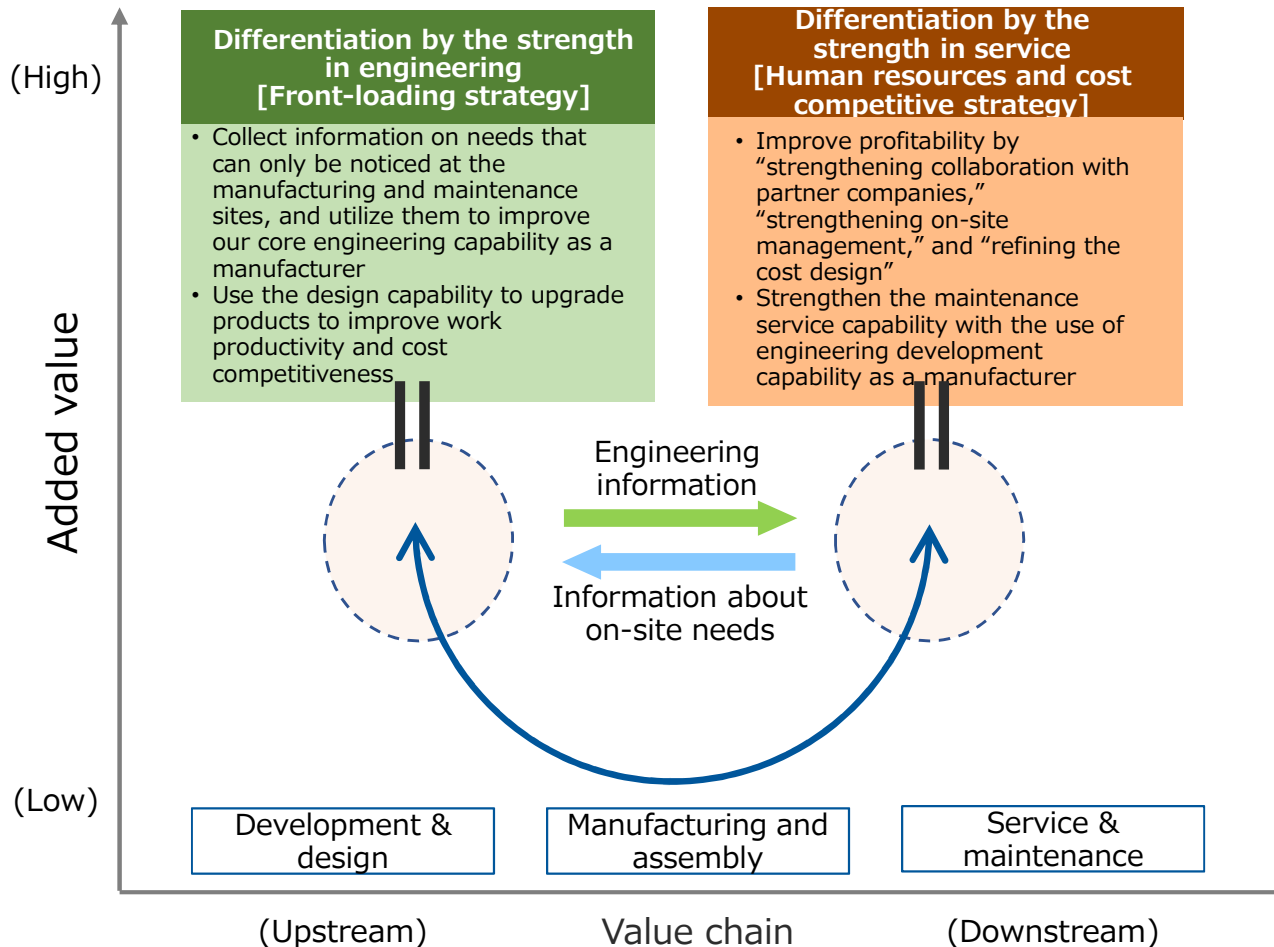 Differentiation by the strength
in engineering
[Front-loading strategy]
• Collect information on needs that
can only be noticed at the
manufacturing and maintenance
sites, and utilize them to improve
our core engineering capability as a
manufacturer
• Use the design capability to upgrade
products to improve work
productivity and cost
competitiveness
Differentiation by the
strength in service
[Human resources and cost
competitive strategy]
• Improve profitability by
“strengthening collaboration with
partner companies,”
“strengthening on-site
management,” and “refining the
cost design”
• Strengthen the maintenance
service capability with the use of
engineering development
capability as a manufacturer
(High)
Added value
(Low)
Engineering
information
Information about
on-site needs
Development &
design
Manufacturing and
assembly
Service &
maintenance
(Upstream)
Value chain
(Downstream)